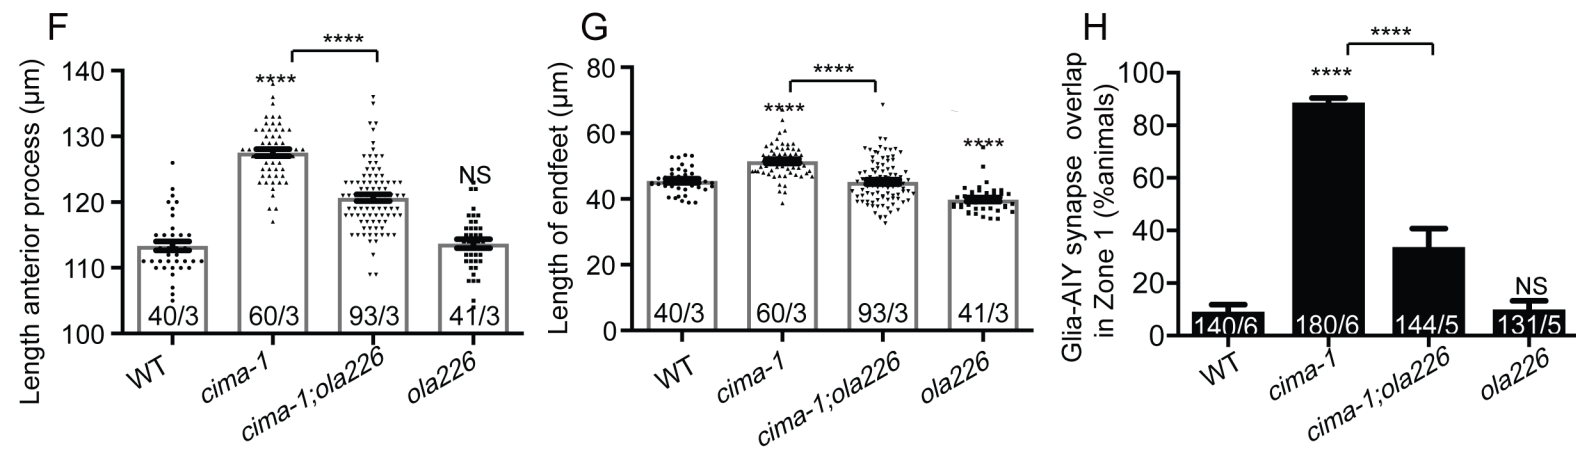 F
****
****
NS
Length anterior process (μm)
140
130
120
110
100
40/3
60/3
93/3
41/3
WT
cima-1
cima-1;ola226
ola226
G
****
****
****
Length of endfeet (μm)
80
60
40
20
0
40/3
60/3
93/3
41/3
WT
cima-1
cima-1;ola226
ola226
H
****
****
NS
Glia-AIY synapse overlap
in Zone 1 (%animals)
100
80
60
40
20
0
140/6
180/6
144/5
131/5
WT
cima-1
cima-1;ola226
ola226